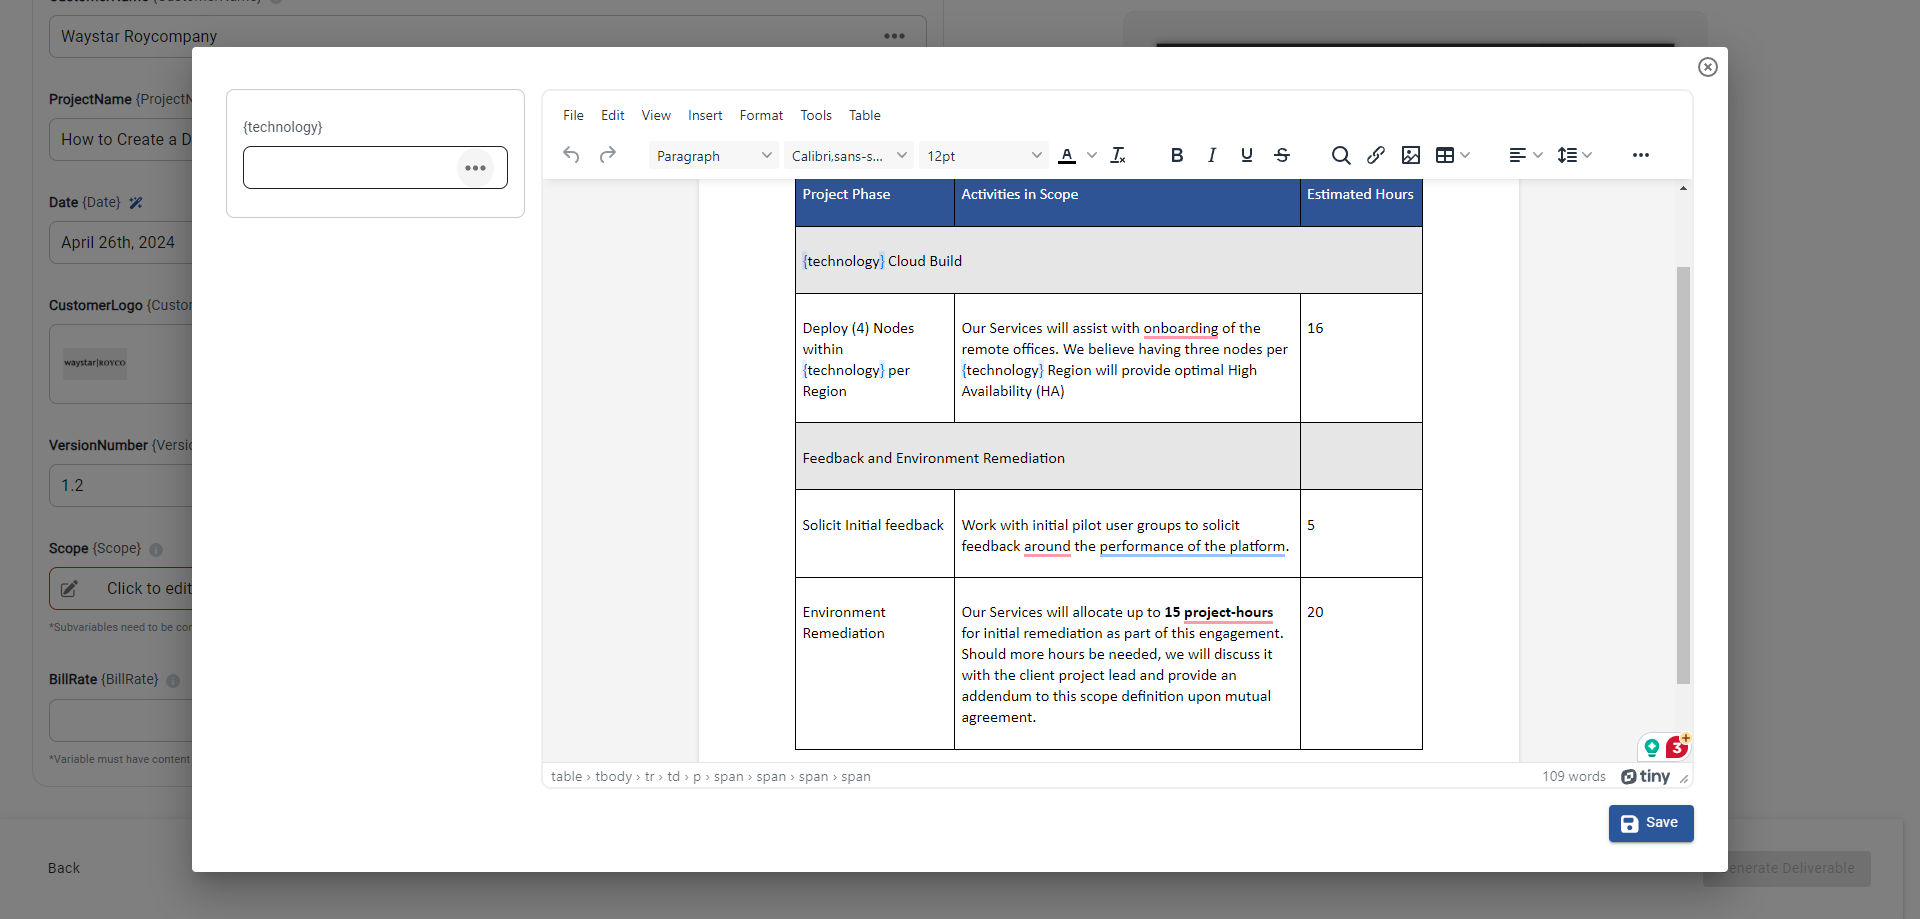 Waystar Roycompany
ProjectName {ProjectN
How to Create a D
Date {Date}
April 26th, 2024
CustomerLogo {Custor
waystar|ROYCO
VersionNumber {Versic
1.2
Scope {Scope}
Click to edit
*Subvariables need to be cor
BillRate {BillRate}
*Variable must have content
Back
enerate Deliverable
{technology}
File Edit View Insert Format Tools Table
Paragraph Calibri,sans-s... 12pt
Project Phase Activities in Scope Estimated Hours
{technology} Cloud Build
Deploy (4) Nodes
within
{technology} per
Region
Our Services will assist with onboarding of the
remote offices. We believe having three nodes per
{technology} Region will provide optimal High
Availability (HA)
16
Feedback and Environment Remediation
Solicit Initial feedback
Work with initial pilot user groups to solicit
feedback around the performance of the platform.
5
Environment
Remediation
Our Services will allocate up to 15 project-hours
for initial remediation as part of this engagement.
Should more hours be needed, we will discuss it
with the client project lead and provide an
addendum to this scope definition upon mutual
agreement.
20
3
table › tbody › tr › td › p › span › span › span › span
109 words
tiny
Save